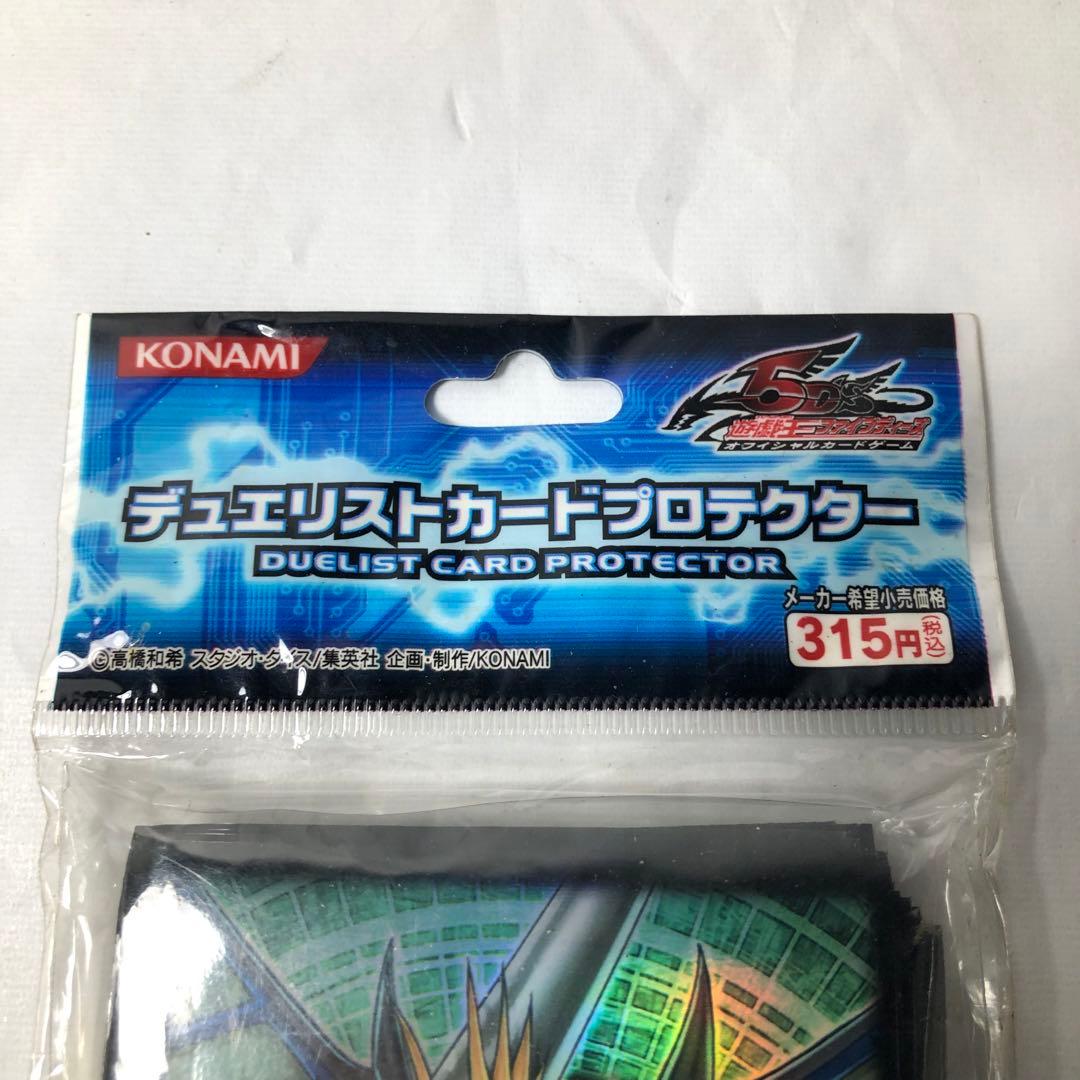 KONAMI
5D's
遊戯王ファイブディーズ
オフィシャルカードゲーム
デュエリストカードプロテクター
DUELIST CARD PROTECTOR
メーカー希望小売価格
315円(税込)
©高橋和希 スタジオ・ダイス/集英社 企画・制作/KONAMI